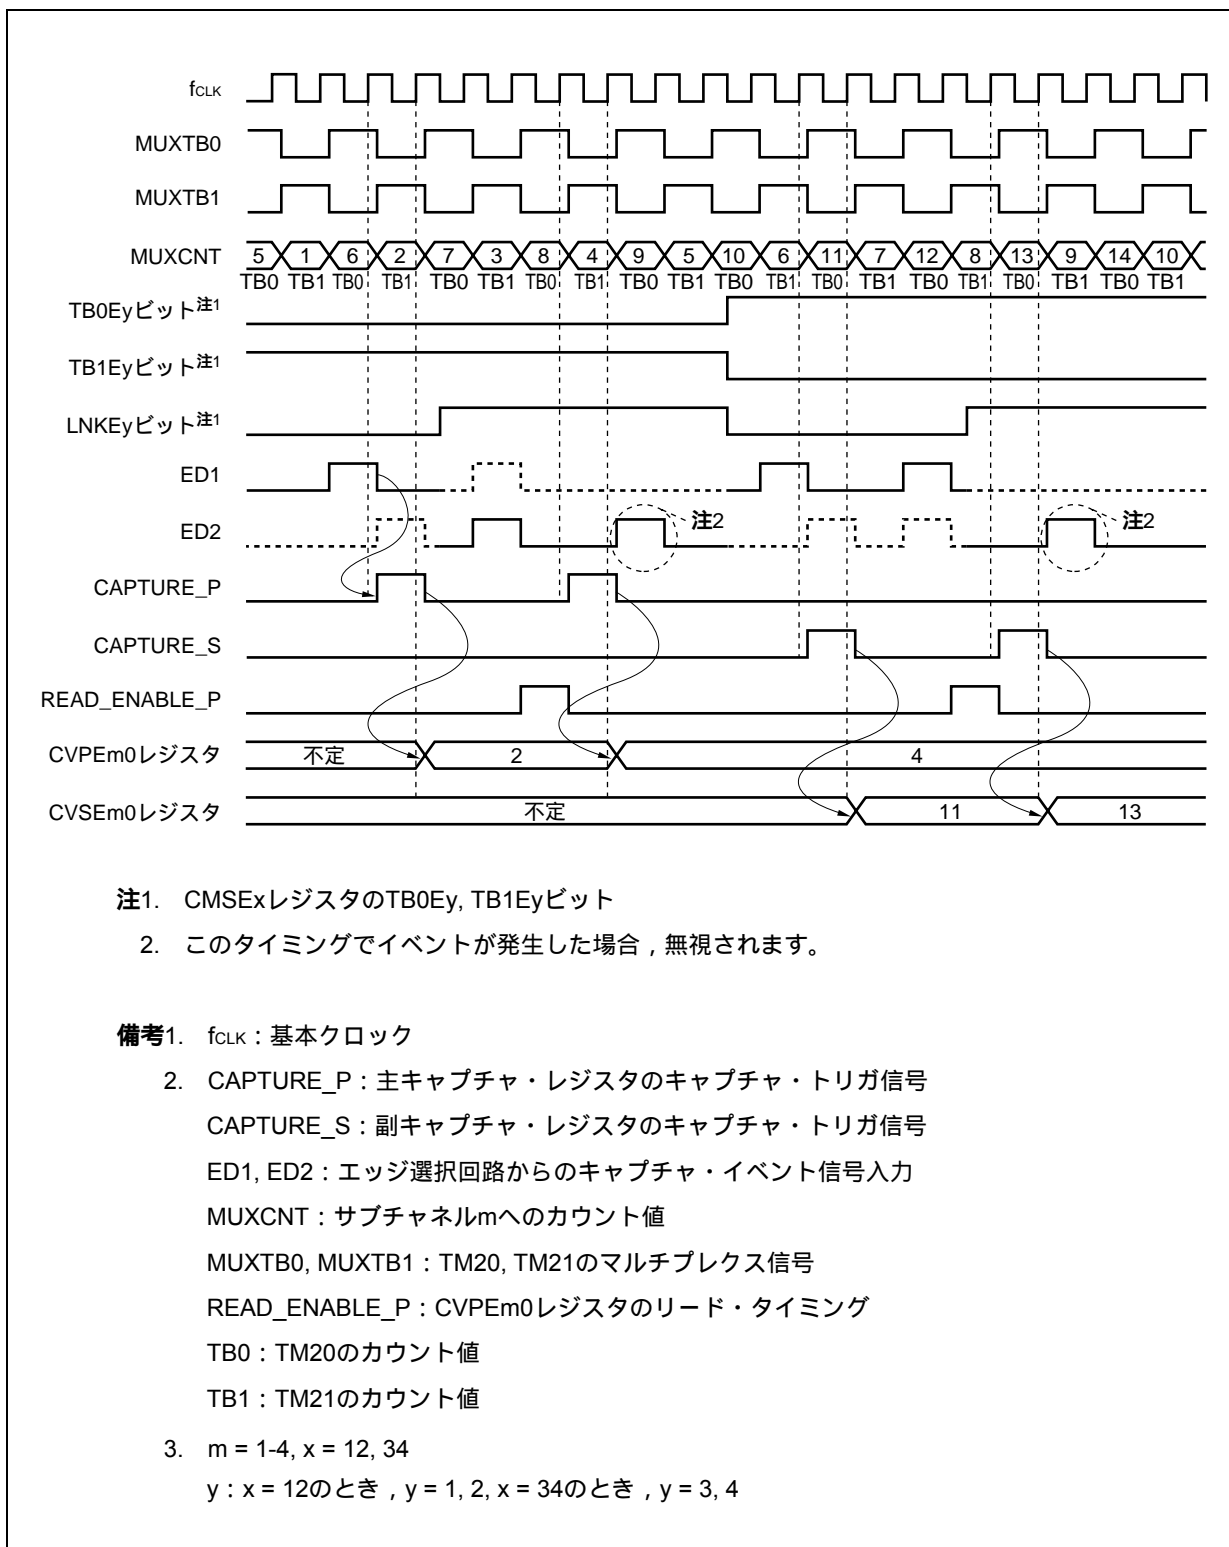 fCLK
MUXTB0
MUXTB1
MUXCNT 5 1 6 2 7 3 8 4 9 5 10 6 11 7 12 8 13 9 14 10
TB0 TB1 TB0 TB1 TB0 TB1 TB0 TB1 TB0 TB1 TB0 TB1 TB0 TB1 TB0 TB1 TB0 TB1 TB0 TB1
TB0Eyビット注1
TB1Eyビット注1
LNKEyビット注1
ED1
ED2 注2 注2
CAPTURE_P
CAPTURE_S
READ_ENABLE_P
CVPEm0レジスタ 不定 2 4
CVSEm0レジスタ 不定 11 13
注1. CMSExレジスタのTB0Ey, TB1Eyビット
2. このタイミングでイベントが発生した場合，無視されます。
備考1. fCLK：基本クロック
2. CAPTURE_P：主キャプチャ・レジスタのキャプチャ・トリガ信号
CAPTURE_S：副キャプチャ・レジスタのキャプチャ・トリガ信号
ED1, ED2：エッジ選択回路からのキャプチャ・イベント信号入力
MUXCNT：サブチャネルmへのカウント値
MUXTB0, MUXTB1：TM20, TM21のマルチプレクス信号
READ_ENABLE_P：CVPEm0レジスタのリード・タイミング
TB0：TM20のカウント値
TB1：TM21のカウント値
3. m = 1-4, x = 12, 34
y：x = 12のとき，y = 1, 2, x = 34のとき，y = 3, 4